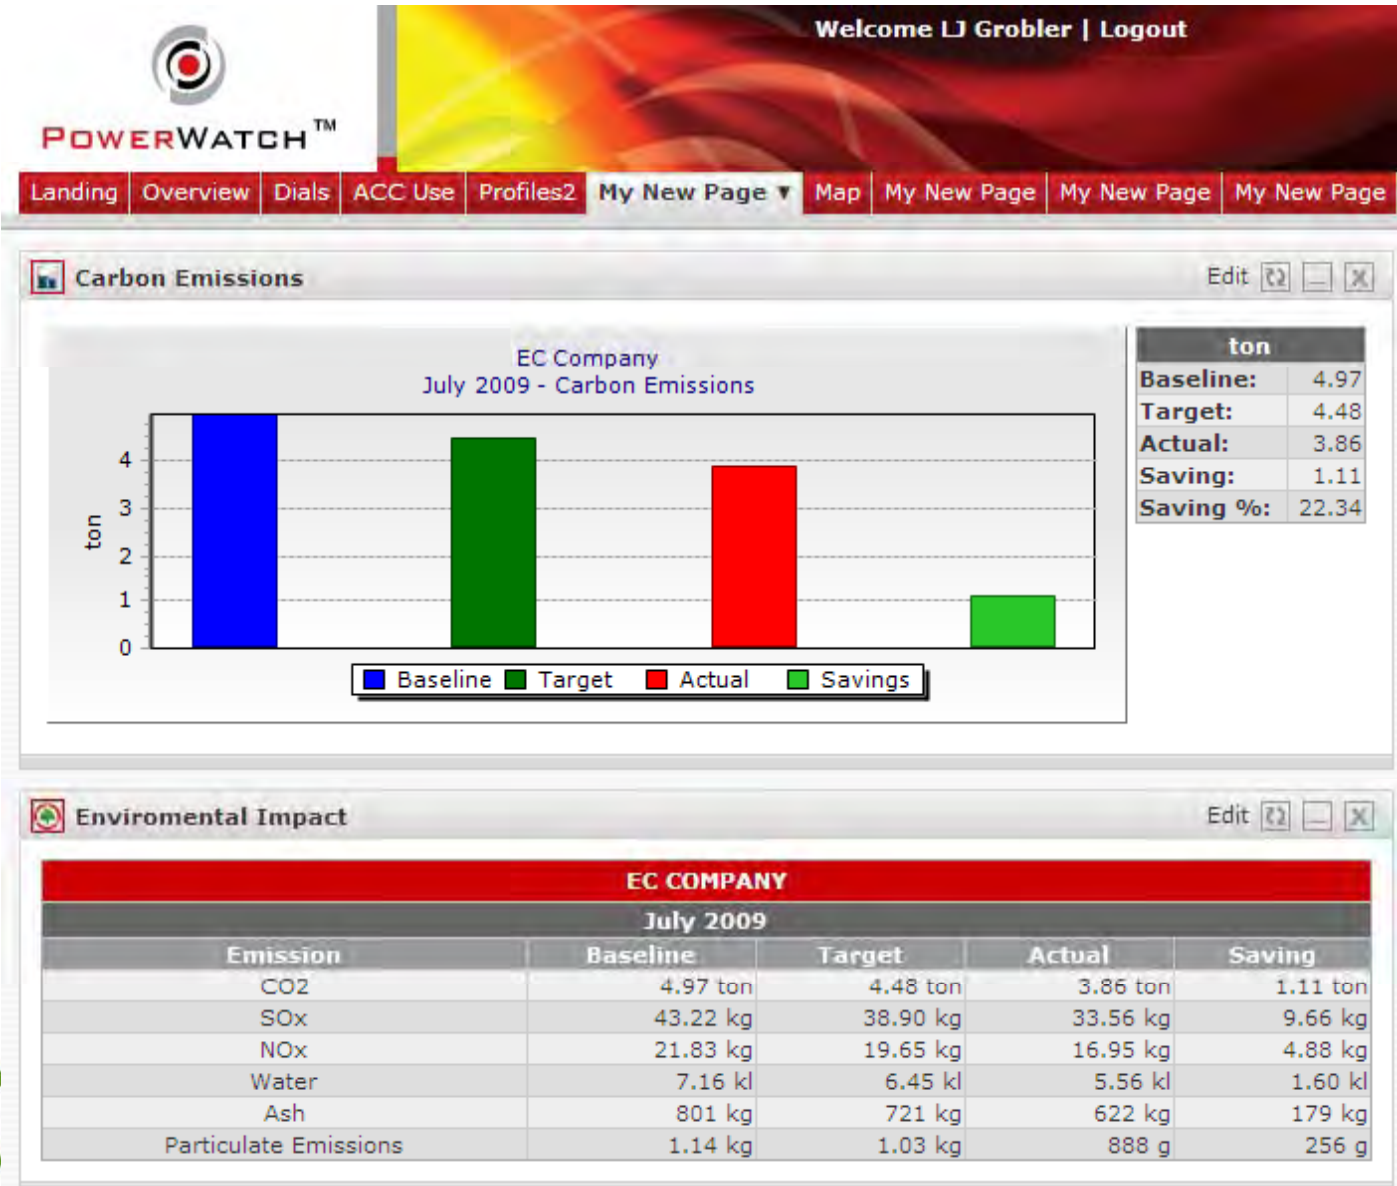 Welcome LJ Grobler | Logout
POWERWATCH™
Landing Overview Dials ACC Use Profiles2 My New Page ▼ Map My New Page My New Page My New Page
Carbon Emissions Edit
EC Company
July 2009 - Carbon Emissions
ton
4
3
2
1
0
Baseline Target Actual Savings
ton
Baseline: 4.97
Target: 4.48
Actual: 3.86
Saving: 1.11
Saving %: 22.34
Enviromental Impact Edit
EC COMPANY
July 2009
Emission Baseline Target Actual Saving
CO2 4.97 ton 4.48 ton 3.86 ton 1.11 ton
SOx 43.22 kg 38.90 kg 33.56 kg 9.66 kg
NOx 21.83 kg 19.65 kg 16.95 kg 4.88 kg
Water 7.16 kl 6.45 kl 5.56 kl 1.60 kl
Ash 801 kg 721 kg 622 kg 179 kg
Particulate Emissions 1.14 kg 1.03 kg 888 g 256 g